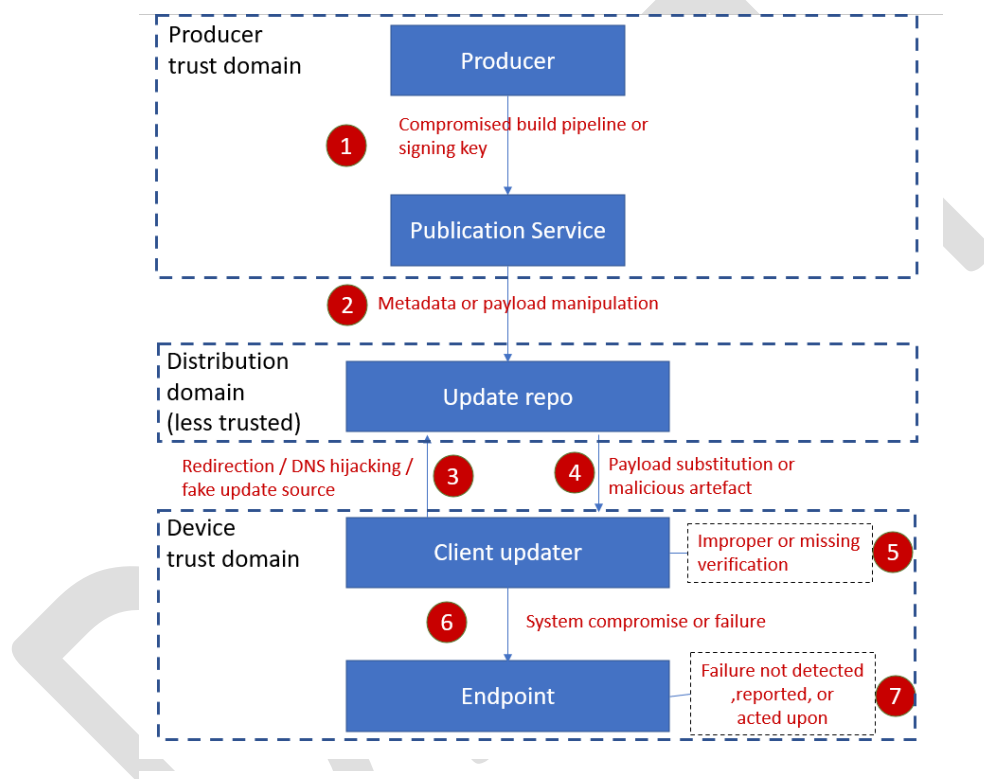 Producer
trust domain
Producer
1
Compromised build pipeline or
signing key
Publication Service
2
Metadata or payload manipulation
Distribution
domain
(less trusted)
Update repo
Redirection / DNS hijacking /
fake update source
3
4
Payload substitution or
malicious artefact
Device
trust domain
Client updater
Improper or missing
verification
5
6
System compromise or failure
Endpoint
Failure not detected
,reported, or
acted upon
7